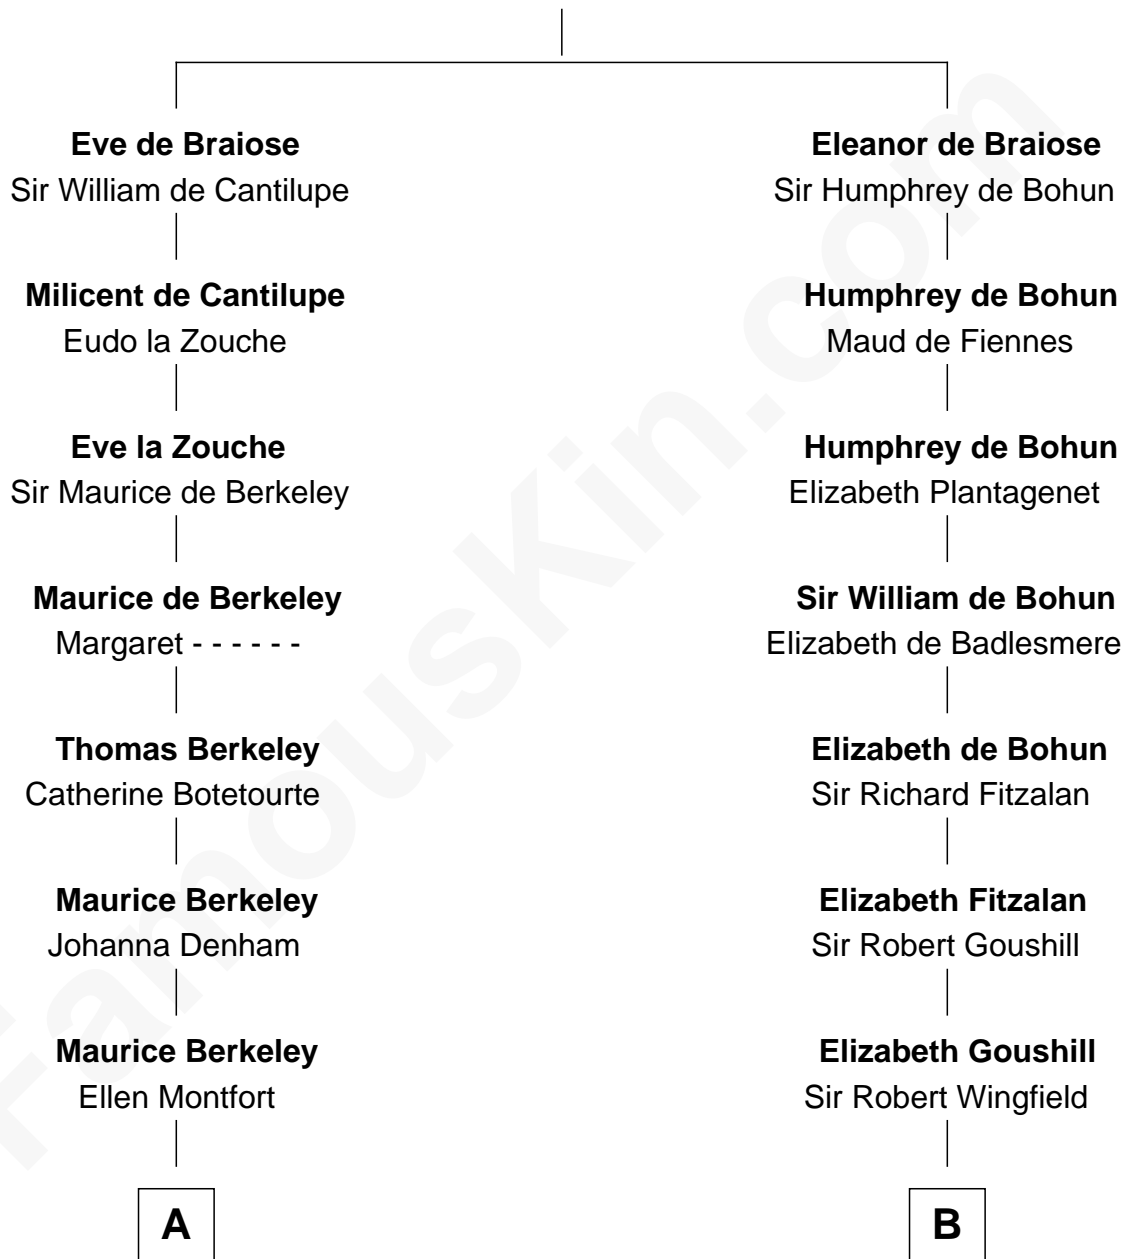 Eve de Braiose
Sir William de Cantilupe
Milicent de Cantilupe
Eudo la Zouche
Eve la Zouche
Sir Maurice de Berkeley
Maurice de Berkeley
Margaret - - - - - -
Thomas Berkeley
Catherine Botetourte
Maurice Berkeley
Johanna Denham
Maurice Berkeley
Ellen Montfort
A
Eleanor de Braiose
Sir Humphrey de Bohun
Humphrey de Bohun
Maud de Fiennes
Humphrey de Bohun
Elizabeth Plantagenet
Sir William de Bohun
Elizabeth de Badlesmere
Elizabeth de Bohun
Sir Richard Fitzalan
Elizabeth Fitzalan
Sir Robert Goushill
Elizabeth Goushill
Sir Robert Wingfield
B
FamousKin.com